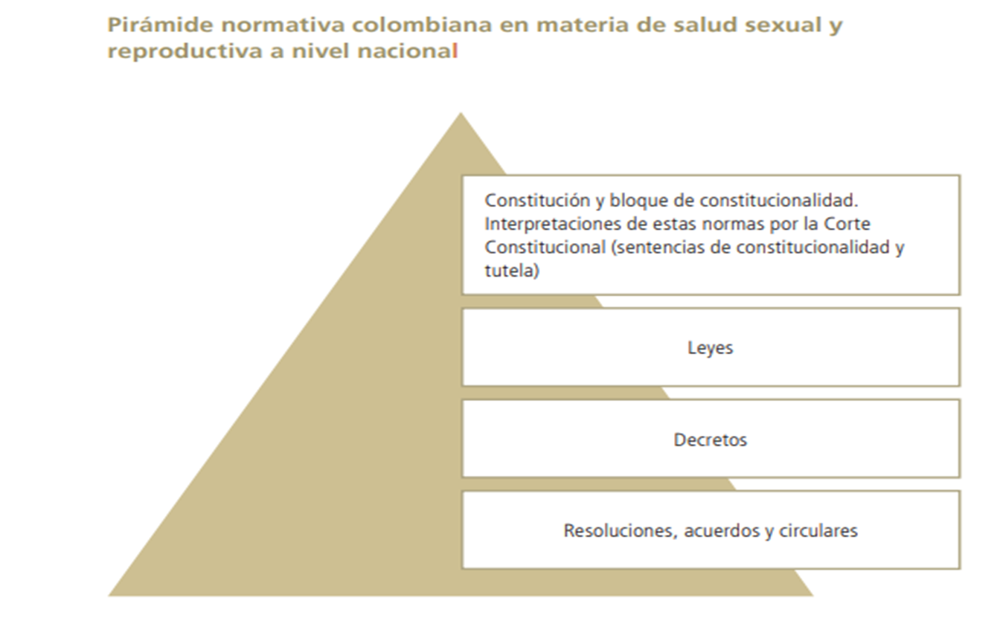 Pirámide normativa colombiana en materia de salud sexual y
reproductiva a nivel nacional
Constitución y bloque de constitucionalidad.
Interpretaciones de estas normas por la Corte
Constitucional (sentencias de constitucionalidad y
tutela)
Leyes
Decretos
Resoluciones, acuerdos y circulares